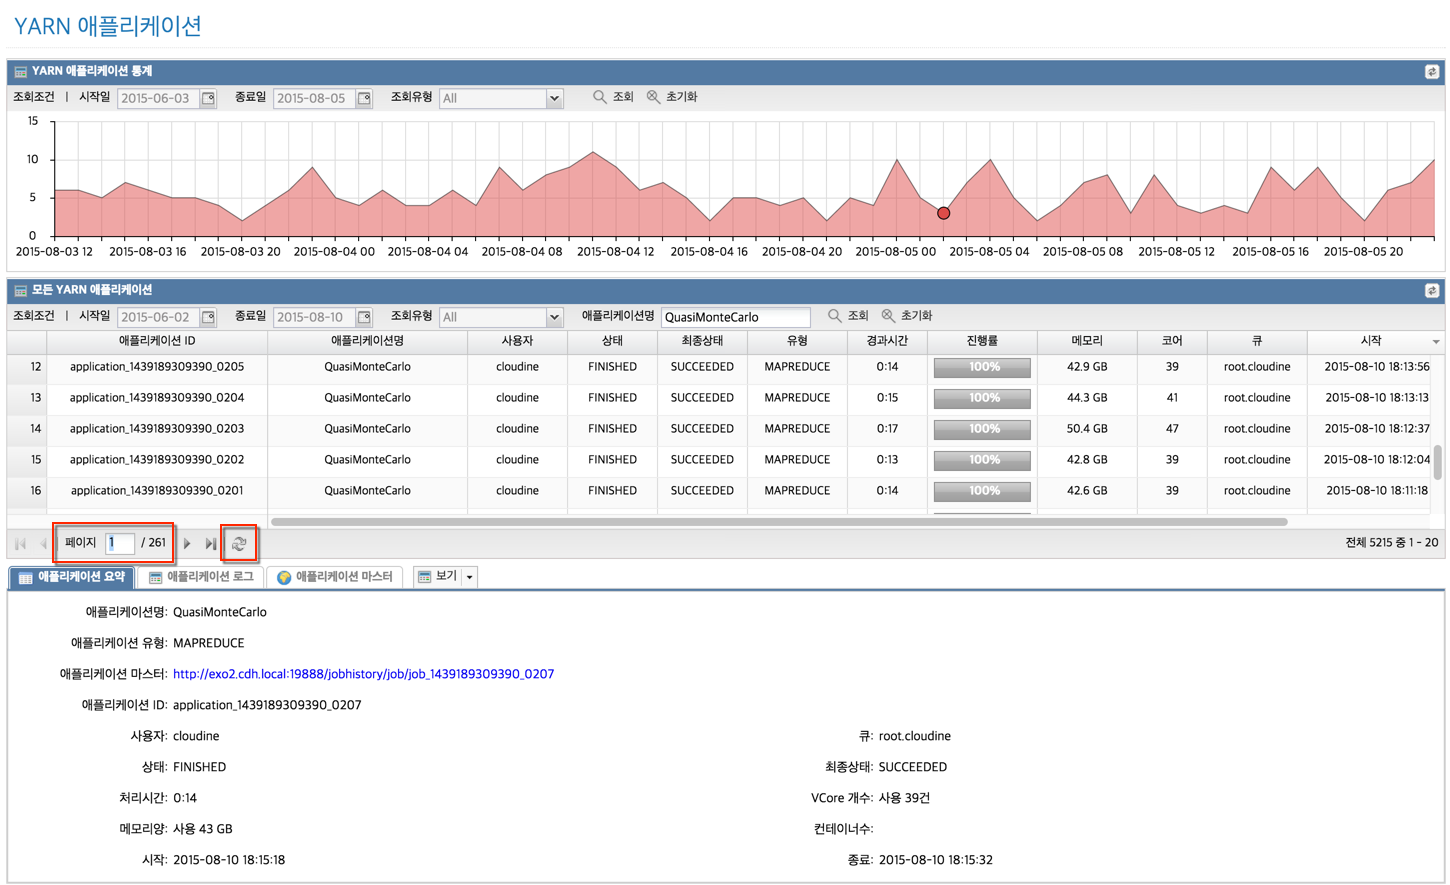 YARN 애플리케이션
YARN 애플리케이션 통계
조회조건 | 시작일 2015-06-03 종료일 2015-08-05 조회유형 All 조회 초기화
15
10
5
0
2015-08-03 12 2015-08-03 16 2015-08-03 20 2015-08-04 00 2015-08-04 04 2015-08-04 08 2015-08-04 12 2015-08-04 16 2015-08-04 20 2015-08-05 00 2015-08-05 04 2015-08-05 08 2015-08-05 12 2015-08-05 16 2015-08-05 20
모든 YARN 애플리케이션
조회조건 | 시작일 2015-06-02 종료일 2015-08-10 조회유형 All 애플리케이션명 QuasiMonteCarlo 조회 초기화
애플리케이션 ID 애플리케이션명 사용자 상태 최종상태 유형 경과시간 진행률 메모리 코어 큐 시작
12 application_1439189309390_0205 QuasiMonteCarlo cloudine FINISHED SUCCEEDED MAPREDUCE 0:14 100% 42.9 GB 39 root.cloudine 2015-08-10 18:13:56
13 application_1439189309390_0204 QuasiMonteCarlo cloudine FINISHED SUCCEEDED MAPREDUCE 0:15 100% 44.3 GB 41 root.cloudine 2015-08-10 18:13:13
14 application_1439189309390_0203 QuasiMonteCarlo cloudine FINISHED SUCCEEDED MAPREDUCE 0:17 100% 50.4 GB 47 root.cloudine 2015-08-10 18:12:37
15 application_1439189309390_0202 QuasiMonteCarlo cloudine FINISHED SUCCEEDED MAPREDUCE 0:13 100% 42.8 GB 39 root.cloudine 2015-08-10 18:12:04
16 application_1439189309390_0201 QuasiMonteCarlo cloudine FINISHED SUCCEEDED MAPREDUCE 0:14 100% 42.6 GB 39 root.cloudine 2015-08-10 18:11:18
페이지 1 / 261 전체 5215 중 1 - 20
애플리케이션 요약 애플리케이션 로그 애플리케이션 마스터 보기
애플리케이션명: QuasiMonteCarlo
애플리케이션 유형: MAPREDUCE
애플리케이션 마스터: http://exo2.cdh.local:19888/jobhistory/job/job_1439189309390_0207
애플리케이션 ID: application_1439189309390_0207
사용자: cloudine 큐: root.cloudine
상태: FINISHED 최종상태: SUCCEEDED
처리시간: 0:14 VCore 개수: 사용 39건
메모리양: 사용 43 GB 컨테이너수:
시작: 2015-08-10 18:15:18 종료: 2015-08-10 18:15:32